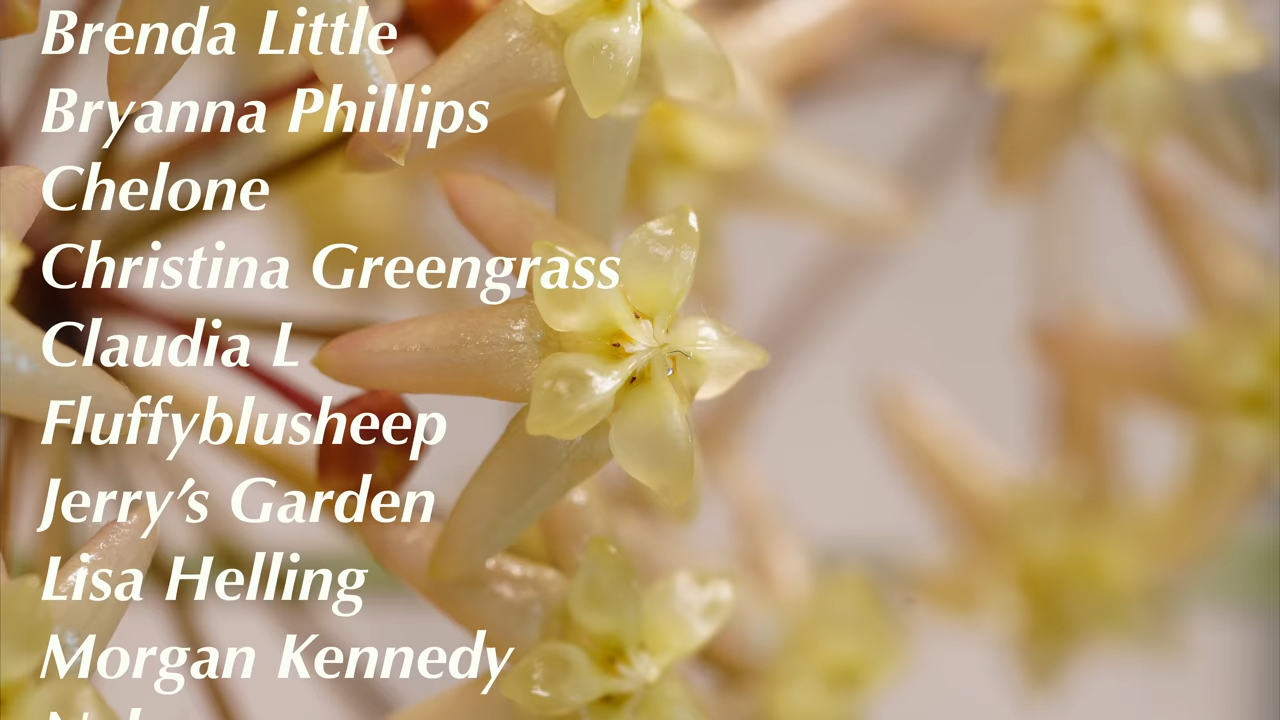 Brenda Little
Bryanna Phillips
Chelone
Christina Greengrass
Claudia L
Fluffyblusheep
Jerry’s Garden
Lisa Helling
Morgan Kennedy